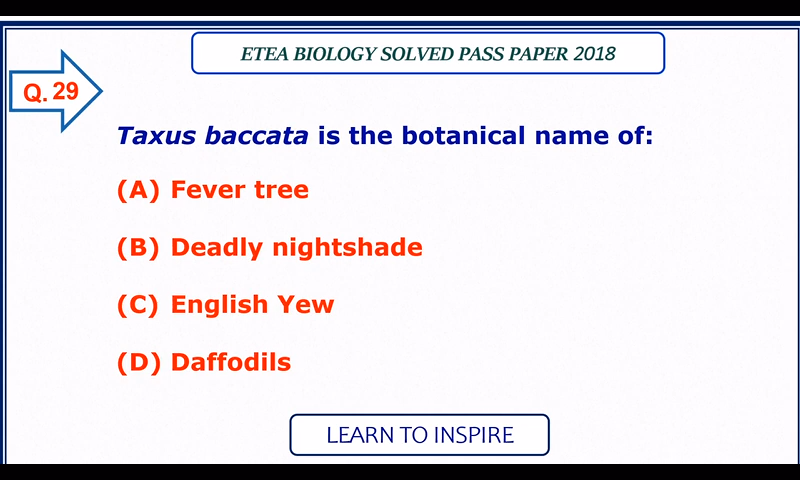 ETEA BIOLOGY SOLVED PASS PAPER 2018
Q. 29
Taxus baccata is the botanical name of:
(A) Fever tree
(B) Deadly nightshade
(C) English Yew
(D) Daffodils
LEARN TO INSPIRE